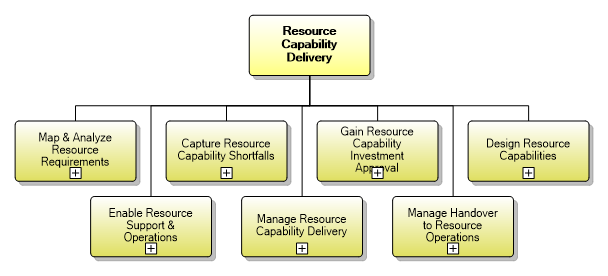 Resource
Capability
Delivery
Map & Analyze
Resource
Requirements
Capture Resource
Capability Shortfalls
Gain Resource
Capability
Investment
Approval
Design Resource
Capabilities
Enable Resource
Support &
Operations
Manage Resource
Capability Delivery
Manage Handover
to Resource
Operations